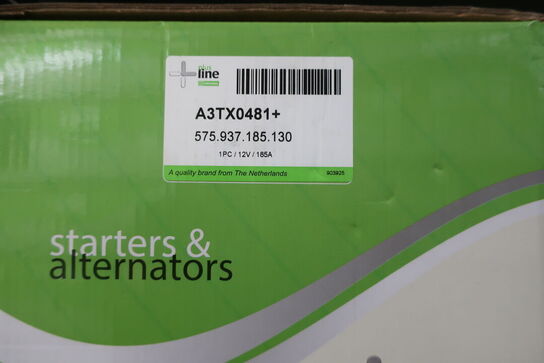 plus
line
A3TX0481+
575.937.185.130
1PC / 12V / 185A
A quality brand from The Netherlands
903925
starters &
alternators